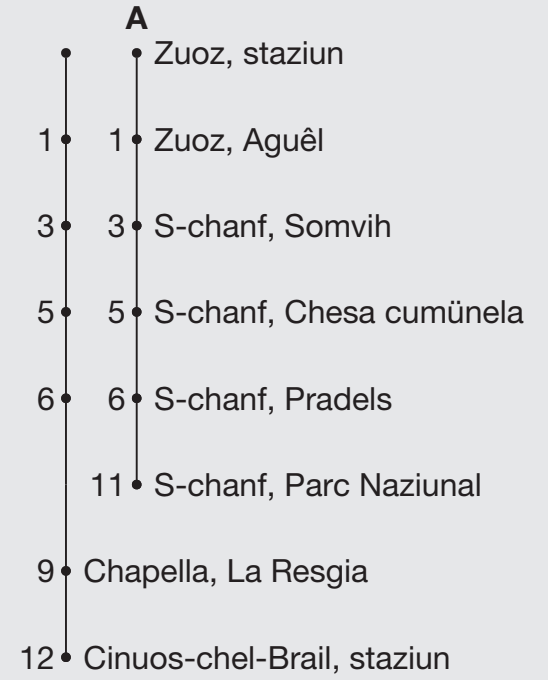 A
Zuoz, staziun
1 1 Zuoz, Aguêl
3 3 S-chanf, Somvih
5 5 S-chanf, Chesa cumünela
6 6 S-chanf, Pradels
11 S-chanf, Parc Naziunal
9 Chapella, La Resgia
12 Cinuos-chel-Brail, staziun